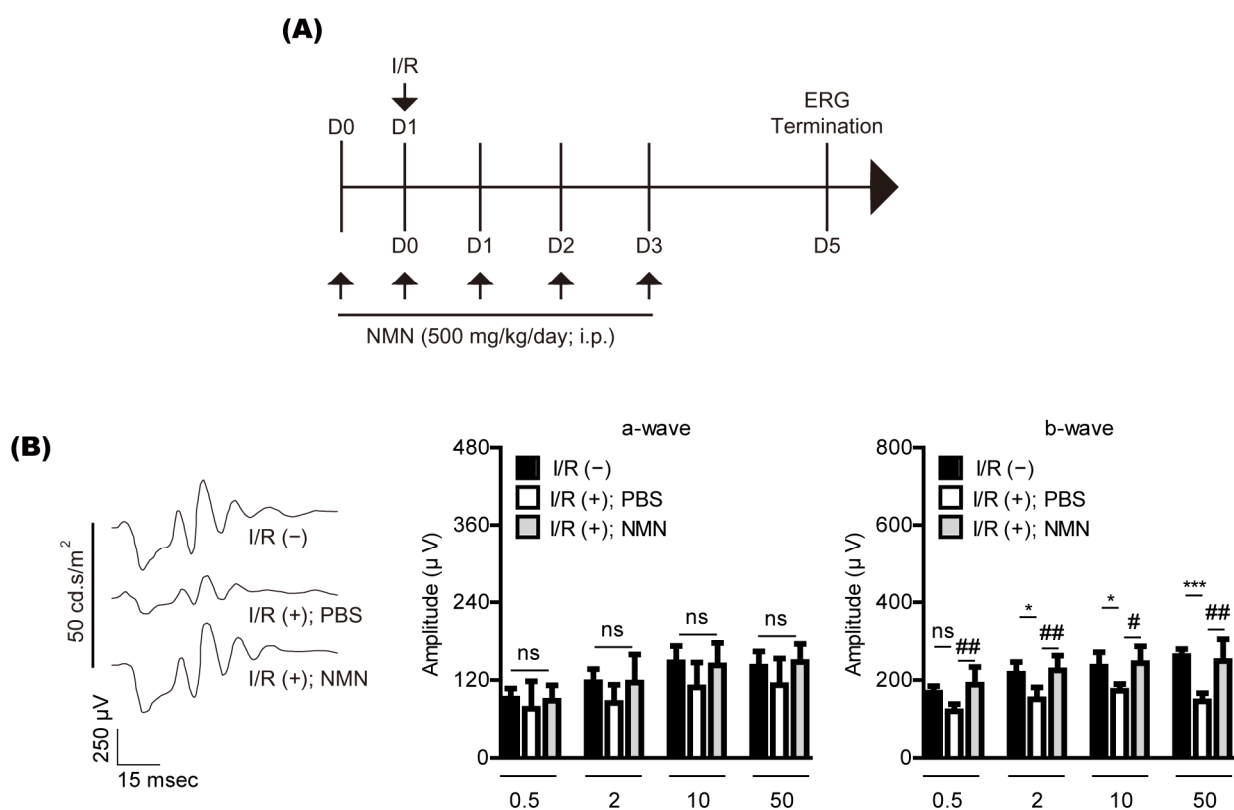 (A)
I/R
D0
D1
ERG
Termination
D0
D1
D2
D3
D5
NMN (500 mg/kg/day; i.p.)
(B)
50 cd.s/m²
I/R (−)
I/R (+); PBS
I/R (+); NMN
250 μV
15 msec
a-wave
Amplitude (μ V)
480
360
240
120
0
I/R (−)
I/R (+); PBS
I/R (+); NMN
ns
ns
ns
ns
0.5
2
10
50
b-wave
Amplitude (μ V)
800
600
400
200
0
I/R (−)
I/R (+); PBS
I/R (+); NMN
ns
##
*
##
*
#
***
##
0.5
2
10
50